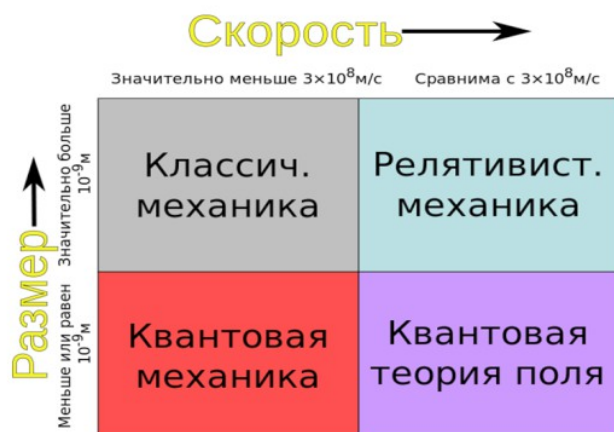 Скорость
Значительно меньше 3×10⁸м/с
Сравнима с 3×10⁸м/с
Размер
Значительно больше
10⁻⁹м
Классич.
механика
Релятивист.
механика
Меньше или равен
10⁻⁹м
Квантовая
механика
Квантовая
теория поля